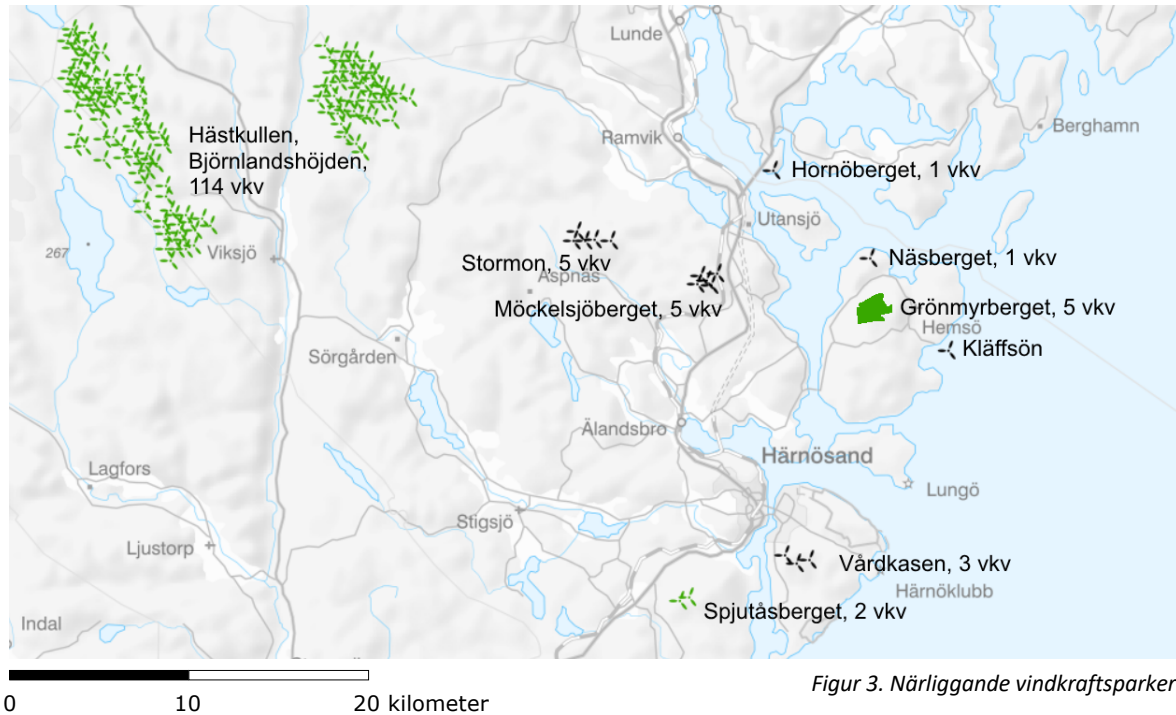 Lunde
Ramvik
Berghamn
Hästkullen,
Björnlandshöjden,
114 vkv
Hornöberget, 1 vkv
Utansjö
267
Viksjö
Stormon, 5 vkv
Aspnäs
Näsberget, 1 vkv
Möckelsjöberget, 5 vkv
Grönmyrberget, 5 vkv
Hemsö
Kläffsön
Sörgården
Älandsbro
Härnösand
Lagfors
Lungö
Stigsjö
Ljustorp
Vårdkasen, 3 vkv
Härnöklubb
Spjutåsberget, 2 vkv
Indal
0 10 20 kilometer
Figur 3. Närliggande vindkraftsparker